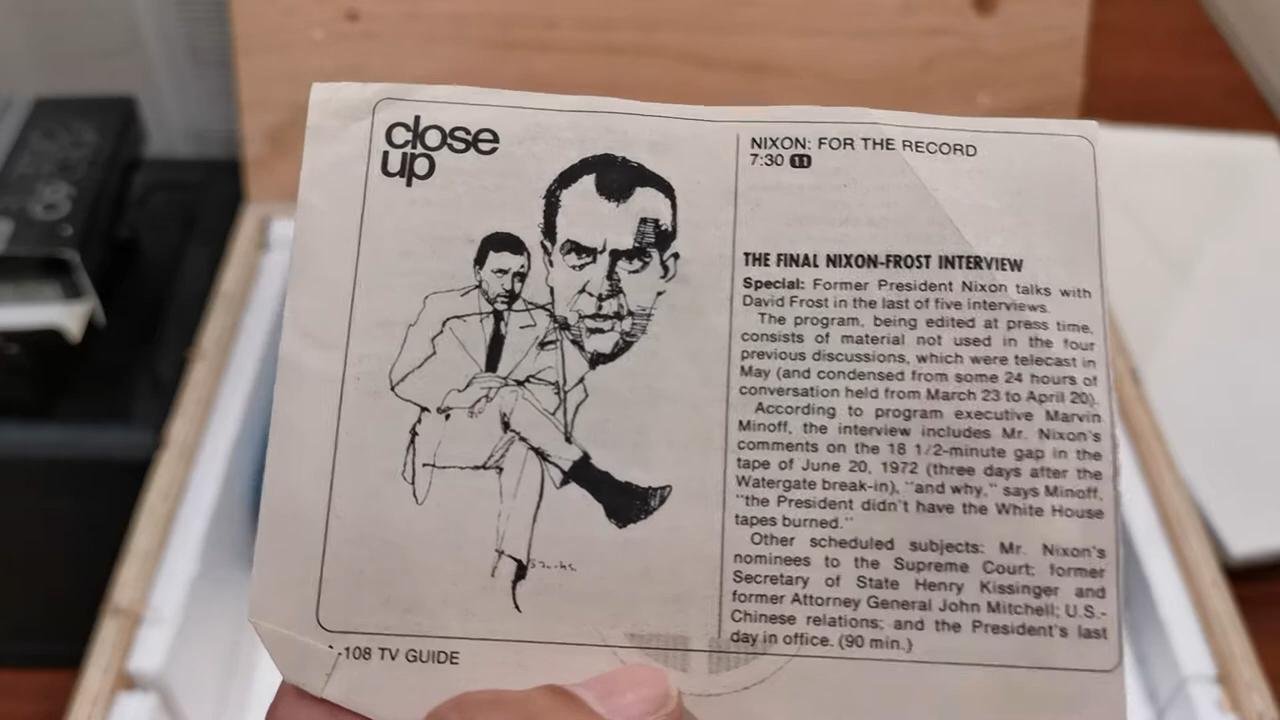 close
up
NIXON: FOR THE RECORD
7:30 11
THE FINAL NIXON-FROST INTERVIEW
Special: Former President Nixon talks with
David Frost in the last of five interviews.
The program, being edited at press time,
consists of material not used in the four
previous discussions, which were telecast in
May (and condensed from some 24 hours of
conversation held from March 23 to April 20).
According to program executive Marvin
Minoff, the interview includes Mr. Nixon's
comments on the 18 1/2-minute gap in the
tape of June 20, 1972 (three days after the
Watergate break-in), "and why," says Minoff,
"the President didn't have the White House
tapes burned."
Other scheduled subjects: Mr. Nixon's
nominees to the Supreme Court; former
Secretary of State Henry Kissinger and
former Attorney General John Mitchell; U.S.-
Chinese relations; and the President's last
day in office. (90 min.)
-108 TV GUIDE